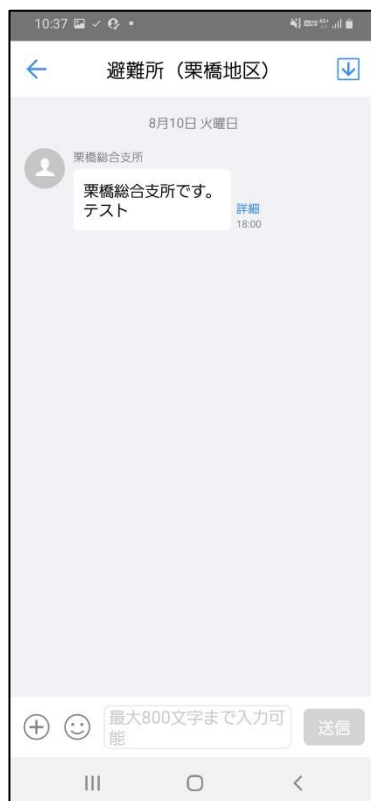 10:37
避難所（栗橋地区）
8月10日 火曜日
栗橋総合支所
栗橋総合支所です。
テスト
詳細
18:00
最大800文字まで入力可
能
送信